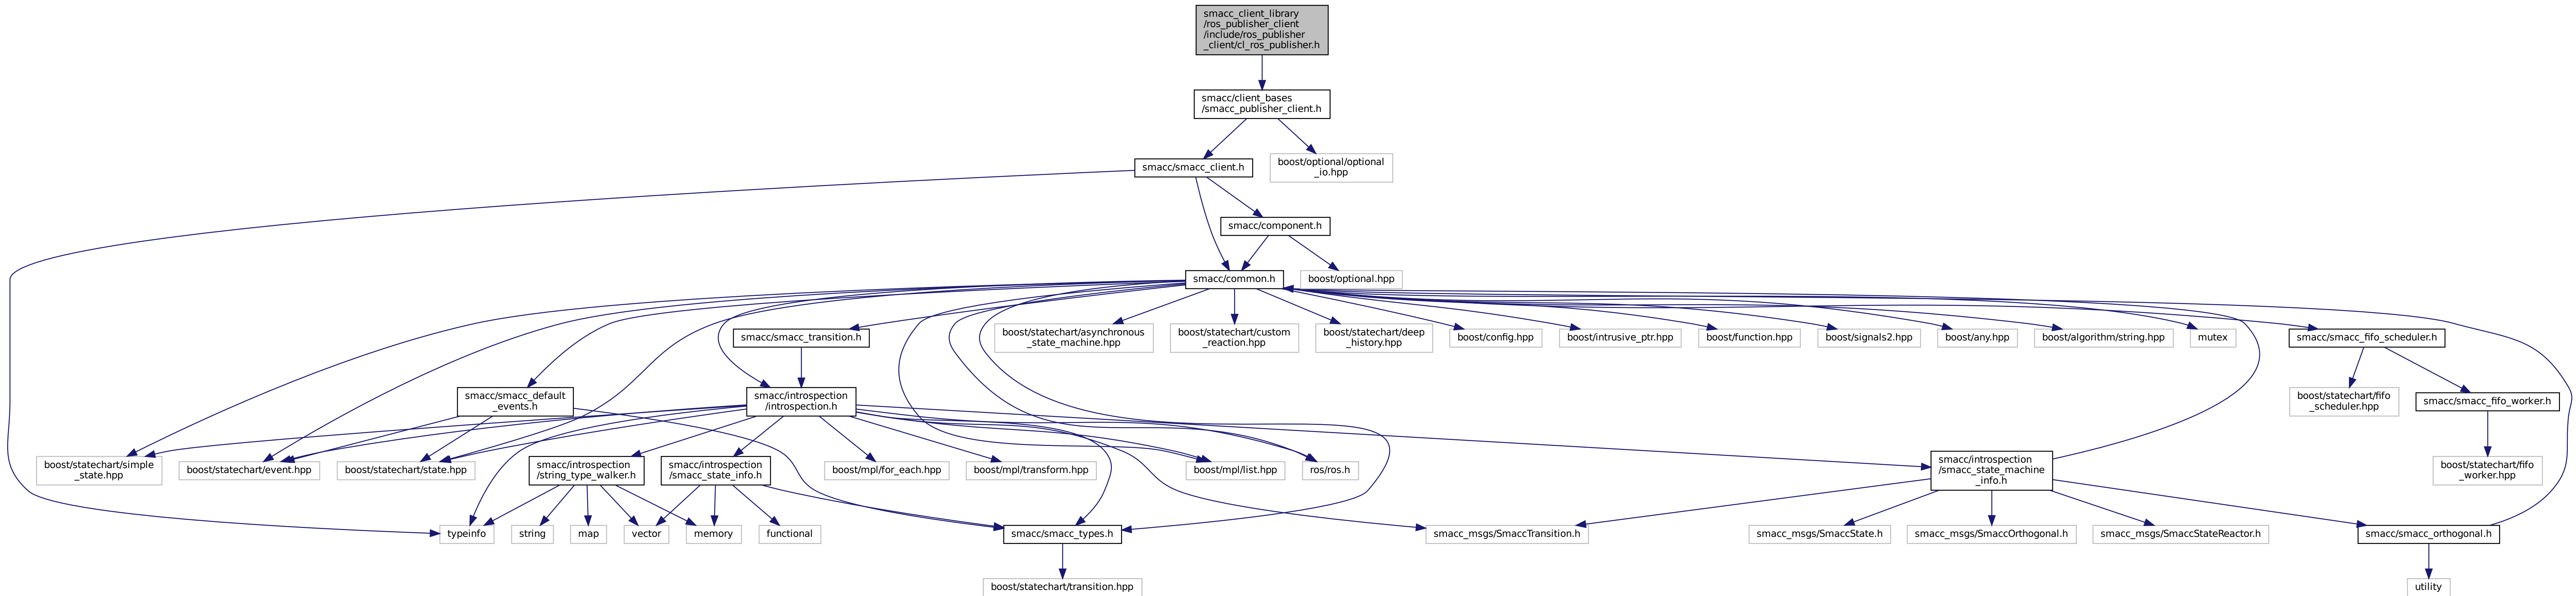 smacc_client_library
/ros_publisher_client
/include/ros_publisher
_client/cl_ros_publisher.h
smacc/client_bases
/smacc_publisher_client.h
smacc/smacc_client.h
boost/optional/optional
_io.hpp
smacc/component.h
smacc/common.h
boost/optional.hpp
smacc/smacc_transition.h
boost/statechart/asynchronous
_state_machine.hpp
boost/statechart/custom
_reaction.hpp
boost/statechart/deep
_history.hpp
boost/config.hpp
boost/intrusive_ptr.hpp
boost/function.hpp
boost/signals2.hpp
boost/any.hpp
boost/algorithm/string.hpp
mutex
smacc/smacc_fifo_scheduler.h
smacc/smacc_default
_events.h
smacc/introspection
/introspection.h
boost/statechart/fifo
_scheduler.hpp
smacc/smacc_fifo_worker.h
boost/statechart/simple
_state.hpp
boost/statechart/event.hpp
boost/statechart/state.hpp
smacc/introspection
/string_type_walker.h
smacc/introspection
/smacc_state_info.h
boost/mpl/for_each.hpp
boost/mpl/transform.hpp
boost/mpl/list.hpp
ros/ros.h
smacc/introspection
/smacc_state_machine
_info.h
boost/statechart/fifo
_worker.hpp
typeinfo
string
map
vector
memory
functional
smacc/smacc_types.h
smacc_msgs/SmaccTransition.h
smacc_msgs/SmaccState.h
smacc_msgs/SmaccOrthogonal.h
smacc_msgs/SmaccStateReactor.h
smacc/smacc_orthogonal.h
boost/statechart/transition.hpp
utility